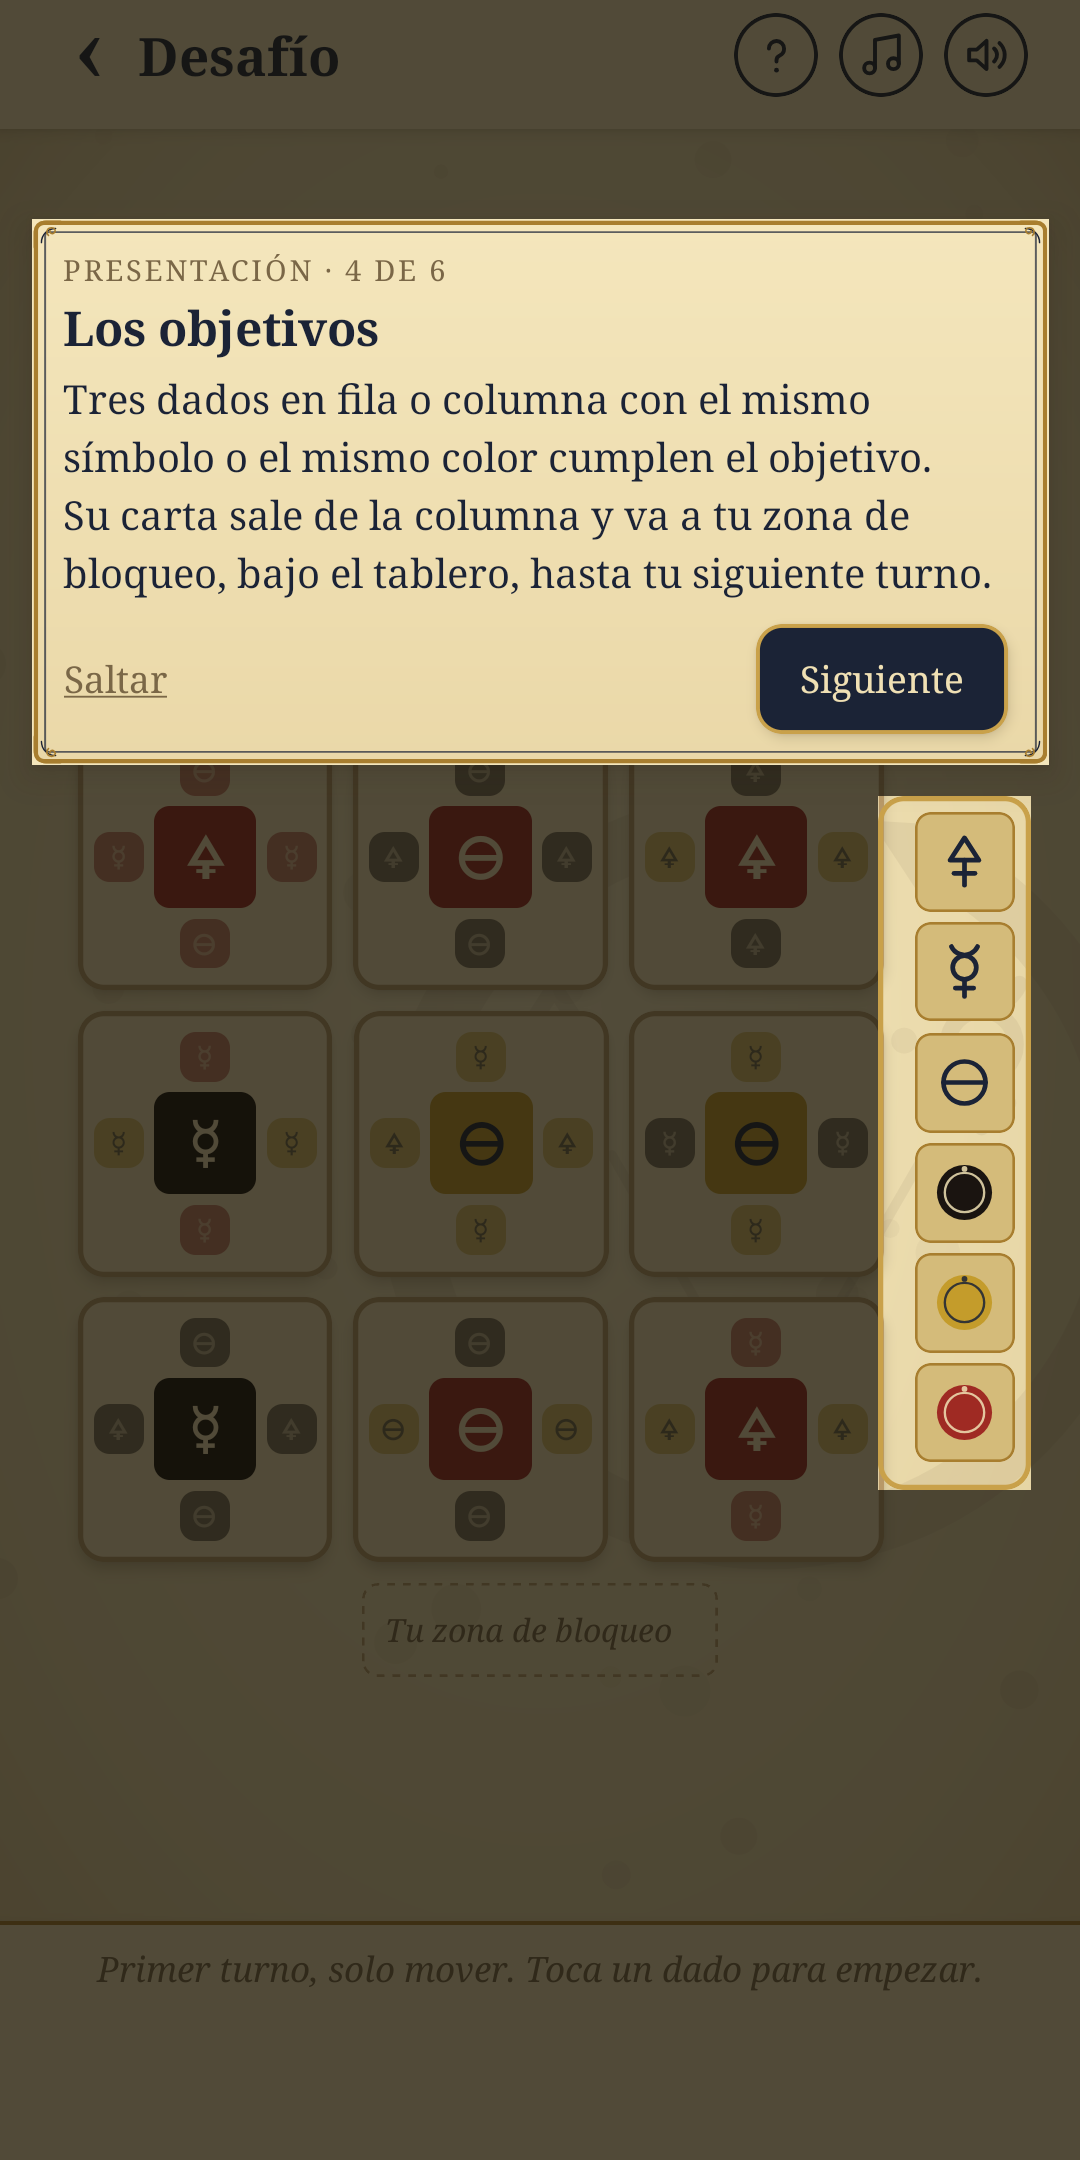 Desafío
PRESENTACIÓN · 4 DE 6
Los objetivos
Tres dados en fila o columna con el mismo
símbolo o el mismo color cumplen el objetivo.
Su carta sale de la columna y va a tu zona de
bloqueo, bajo el tablero, hasta tu siguiente turno.
Saltar
Siguiente
Tu zona de bloqueo
Primer turno, solo mover. Toca un dado para empezar.